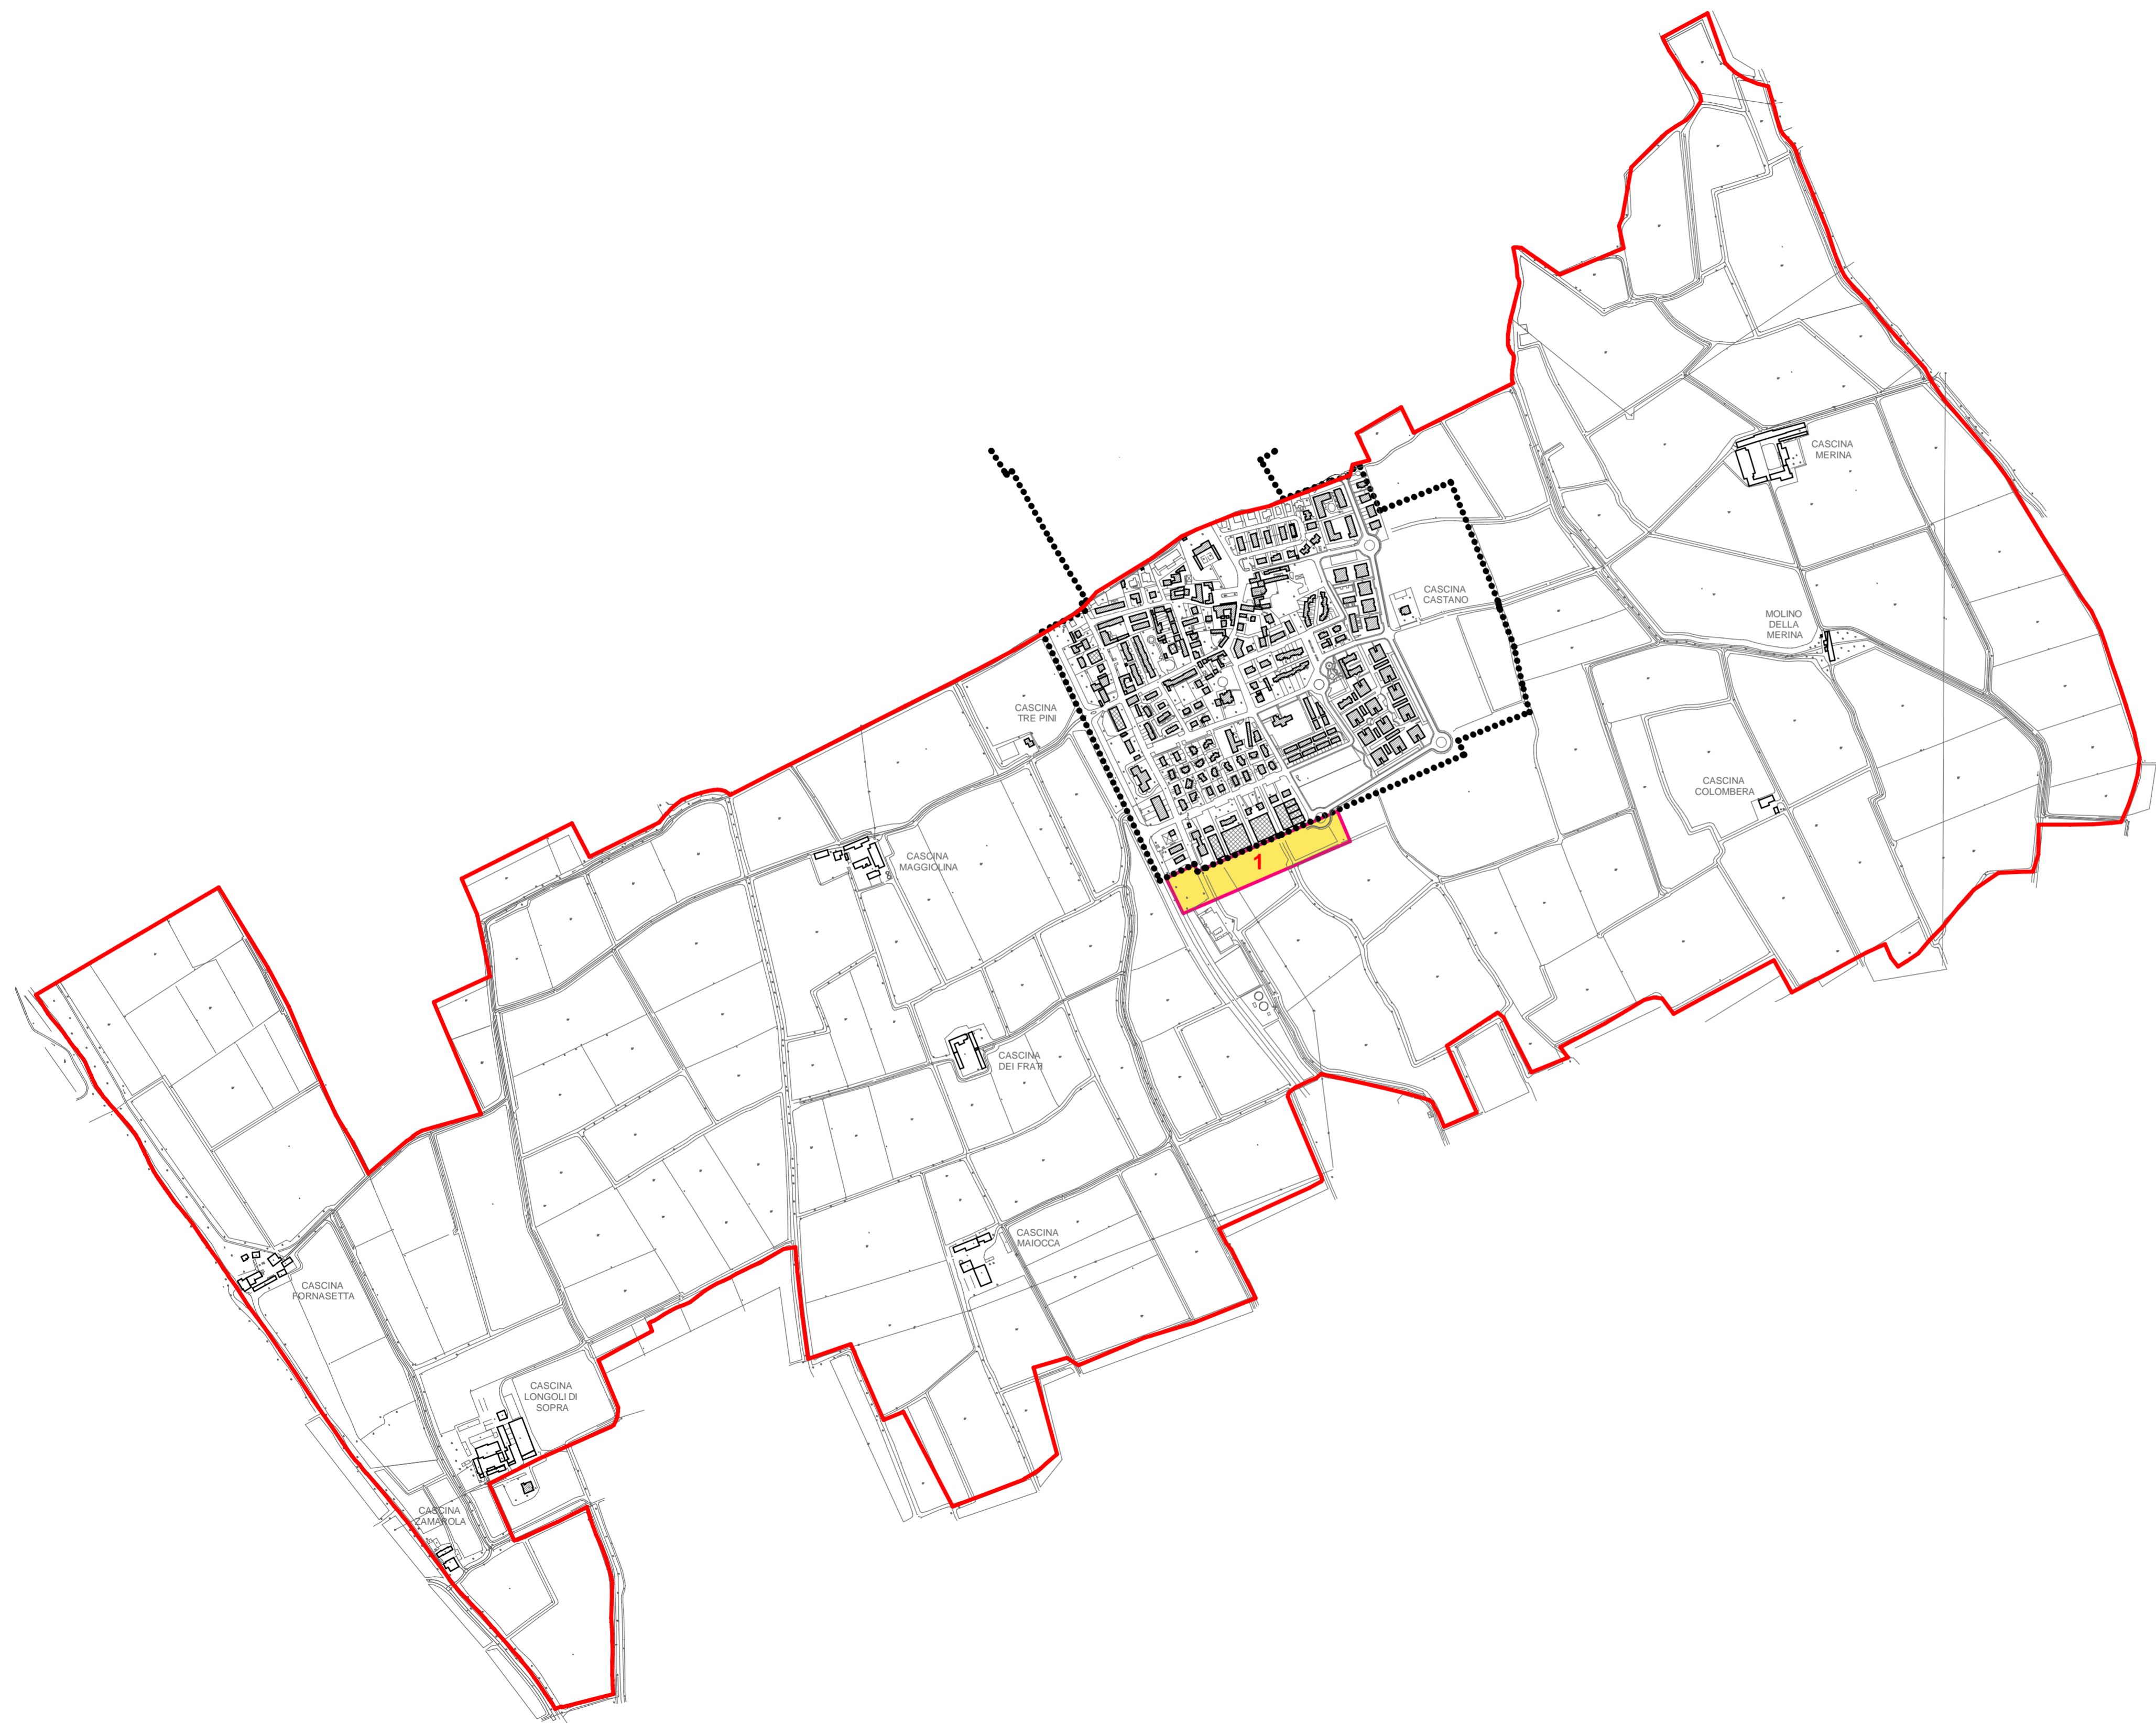 CASCINA
MERINA
CASCINA
CASTANO
MOLINO
DELLA
MERINA
CASCINA
TRE PINI
CASCINA
COLOMBERA
CASCINA
MAGGIOLINA
1
CASCINA
DEI FRATI
CASCINA
MAIOCCA
CASCINA
FORNASETTA
CASCINA
LONGOLI DI
SOPRA
CASCINA
ZAMAROLA